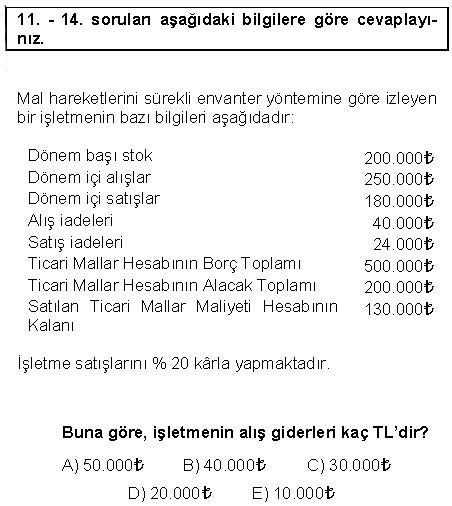 11. - 14. soruları aşağıdaki bilgilere göre cevaplayı-
nız.
Mal hareketlerini sürekli envanter yöntemine göre izleyen
bir işletmenin bazı bilgileri aşağıdadır:
Dönem başı stok 200.000₺
Dönem içi alışlar 250.000₺
Dönem içi satışlar 180.000₺
Alış iadeleri 40.000₺
Satış iadeleri 24.000₺
Ticari Mallar Hesabının Borç Toplamı 500.000₺
Ticari Mallar Hesabının Alacak Toplamı 200.000₺
Satılan Ticari Mallar Maliyeti Hesabının 130.000₺
Kalanı
İşletme satışlarını % 20 kârla yapmaktadır.
Buna göre, işletmenin alış giderleri kaç TL’dir?
A) 50.000₺ B) 40.000₺ C) 30.000₺
D) 20.000₺ E) 10.000₺